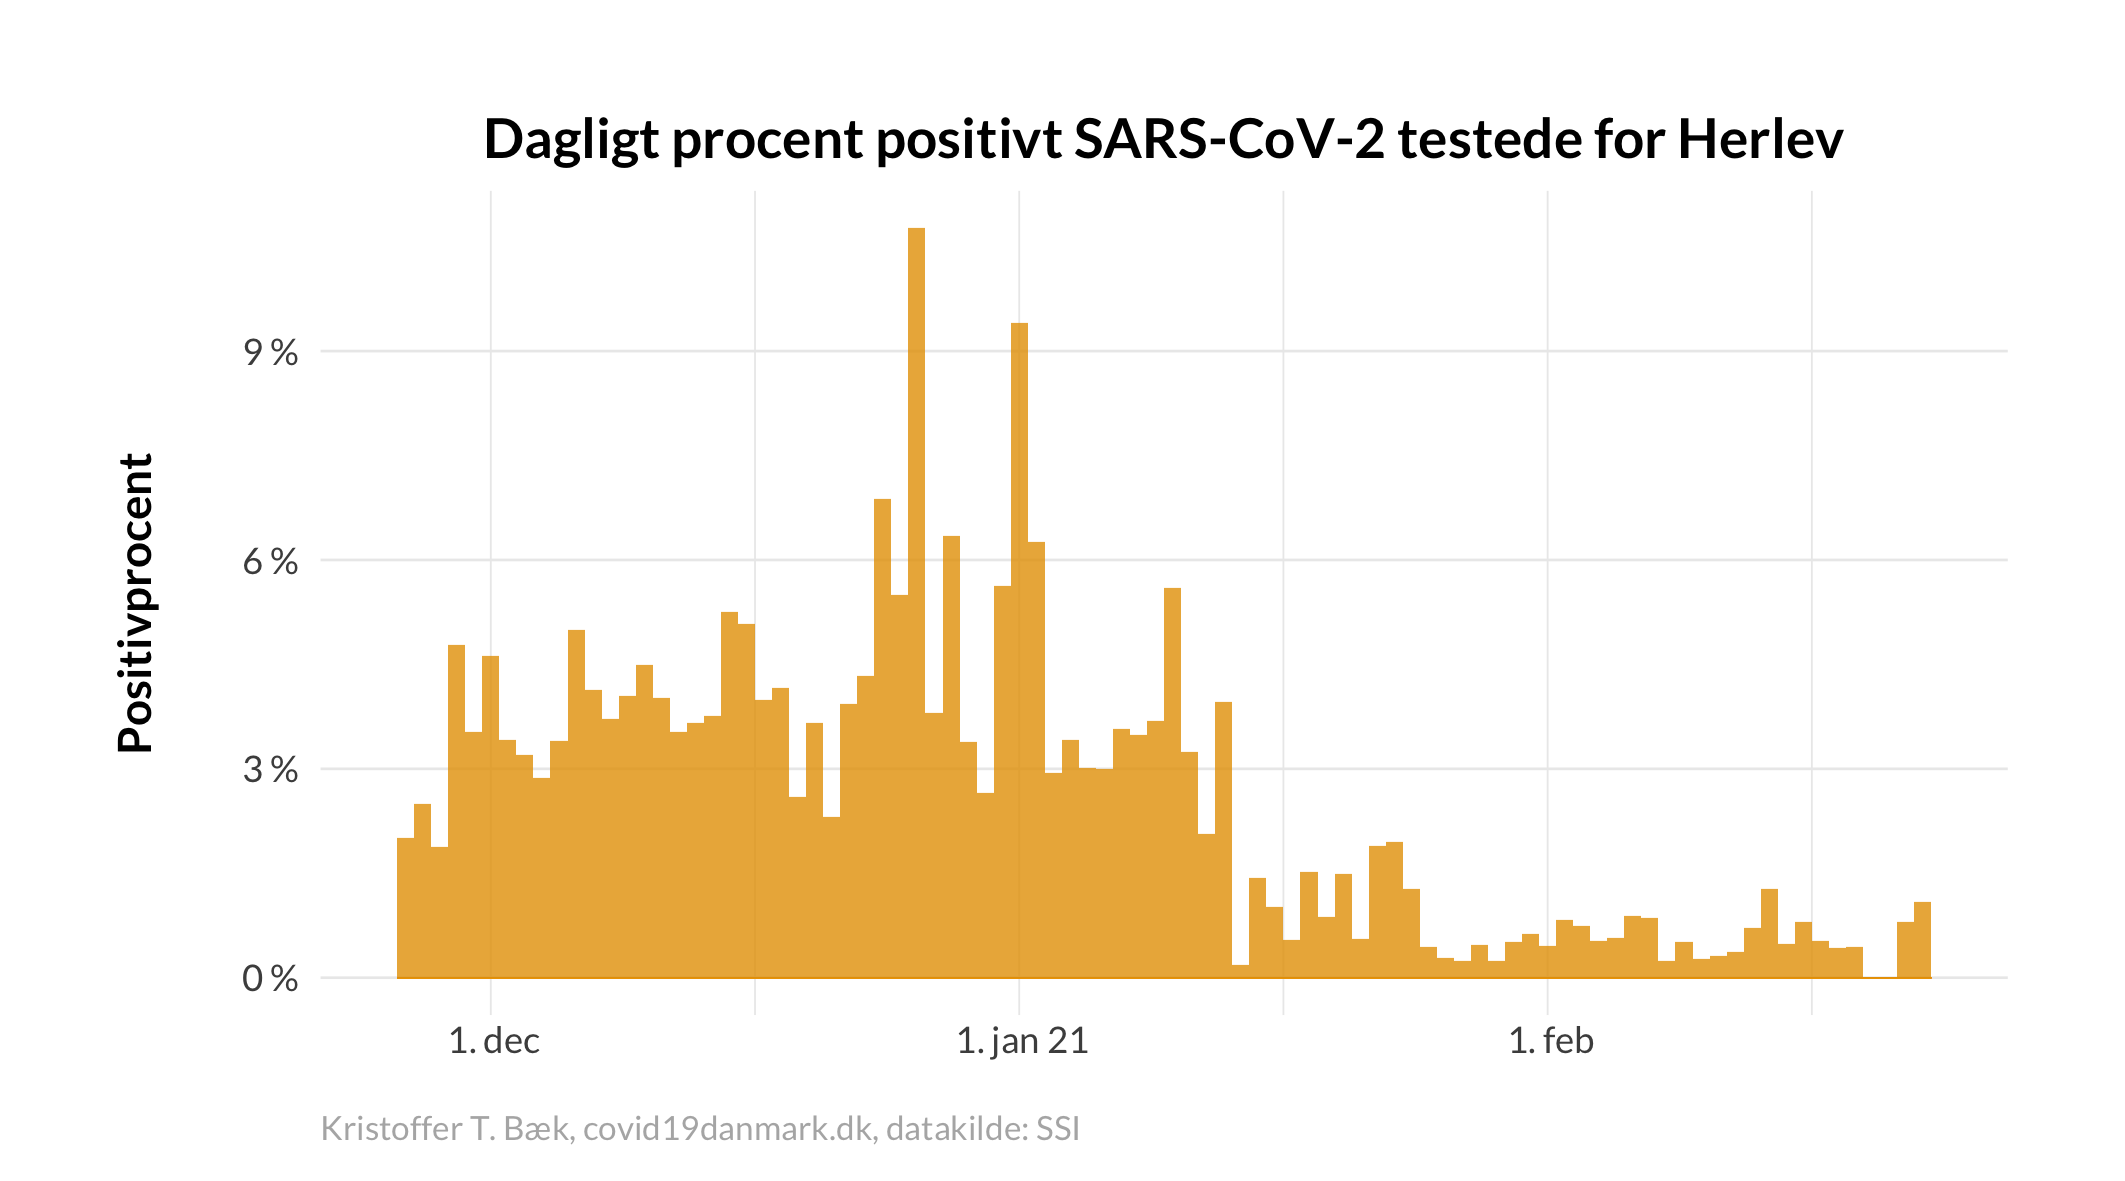 Dagligt procent positivt SARS-CoV-2 testede for Herlev
Positivprocent
9 %
6 %
3 %
0 %
1. dec
1. jan 21
1. feb
Kristoffer T. Bæk, covid19danmark.dk, datakilde: SSI